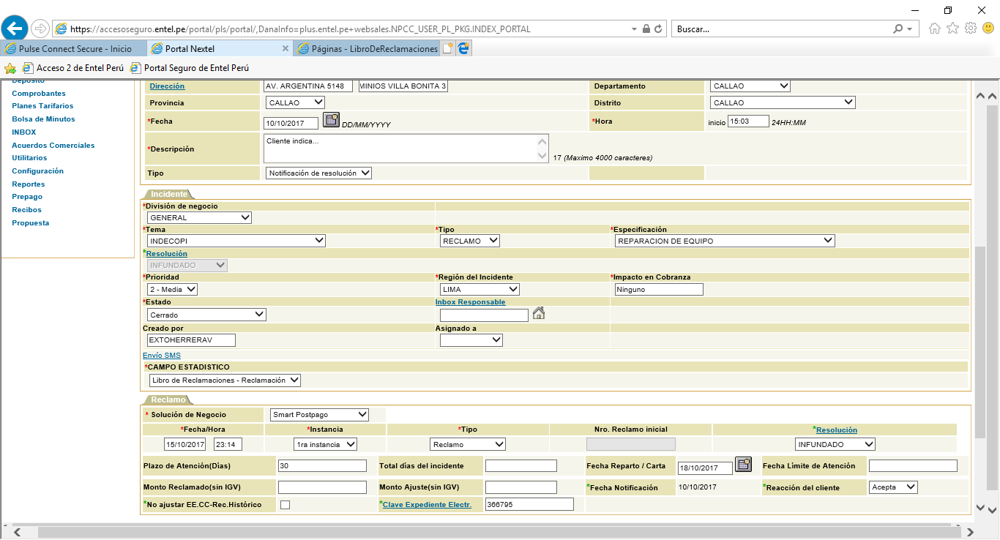 https://accesoseguro.entel.pe/portal/pls/portal/,DanaInfo=plus.entel.pe+websales.NPCC_USER_PL_PKG.INDEX_PORTAL
Buscar...
Pulse Connect Secure - Inicio
Portal Nextel
Páginas - LibroDeReclamaciones
Acceso 2 de Entel Perú
Portal Seguro de Entel Perú
Depósito
Comprobantes
Planes Tarifarios
Bolsa de Minutos
INBOX
Acuerdos Comerciales
Utilitarios
Configuración
Reportes
Prepago
Recibos
Propuesta
Dirección AV. ARGENTINA 5148 MINIOS VILLA BONITA 3 Departamento CALLAO
Provincia CALLAO Distrito CALLAO
*Fecha 10/10/2017 DD/MM/YYYY *Hora inicio 15:03 24HH:MM
*Descripción Cliente indica... 17 (Maximo 4000 caracteres)
Tipo Notificación de resolución
Incidente
*División de negocio
GENERAL
*Tema *Tipo *Especificación
INDECOPI RECLAMO REPARACION DE EQUIPO
*Resolución
INFUNDADO
*Prioridad *Región del Incidente *Impacto en Cobranza
2 - Media LIMA Ninguno
*Estado Inbox Responsable
Cerrado
Creado por Asignado a
EXTOHERRERAV
Envío SMS
*CAMPO ESTADISTICO
Libro de Reclamaciones - Reclamación
Reclamo
* Solución de Negocio Smart Postpago
*Fecha/Hora *Instancia *Tipo Nro. Reclamo inicial *Resolución
15/10/2017 23:14 1ra instancia Reclamo INFUNDADO
Plazo de Atención(Días) 30 Total días del incidente Fecha Reparto / Carta 18/10/2017 Fecha Límite de Atención
Monto Reclamado(sin IGV) Monto Ajuste(sin IGV) *Fecha Notificación 10/10/2017 *Reacción del cliente Acepta
*No ajustar EE.CC-Rec.Histórico *Clave Expediente Electr. 366795